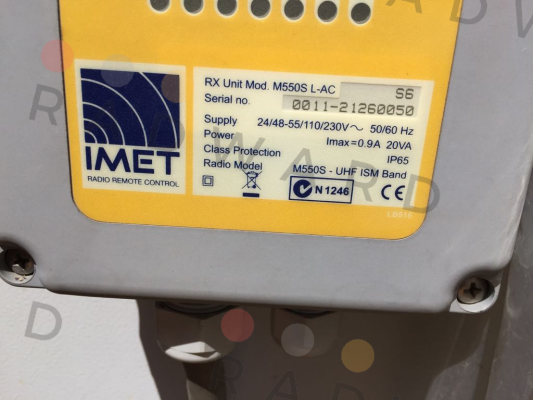 RX Unit Mod. M550S L-AC S6
Serial no. 0011-21260050
Supply 24/48-55/110/230V~ 50/60 Hz
Power Imax=0.9A 20VA
Class Protection IP65
Radio Model M550S - UHF ISM Band
IMET
RADIO REMOTE CONTROL
N 1246
CE